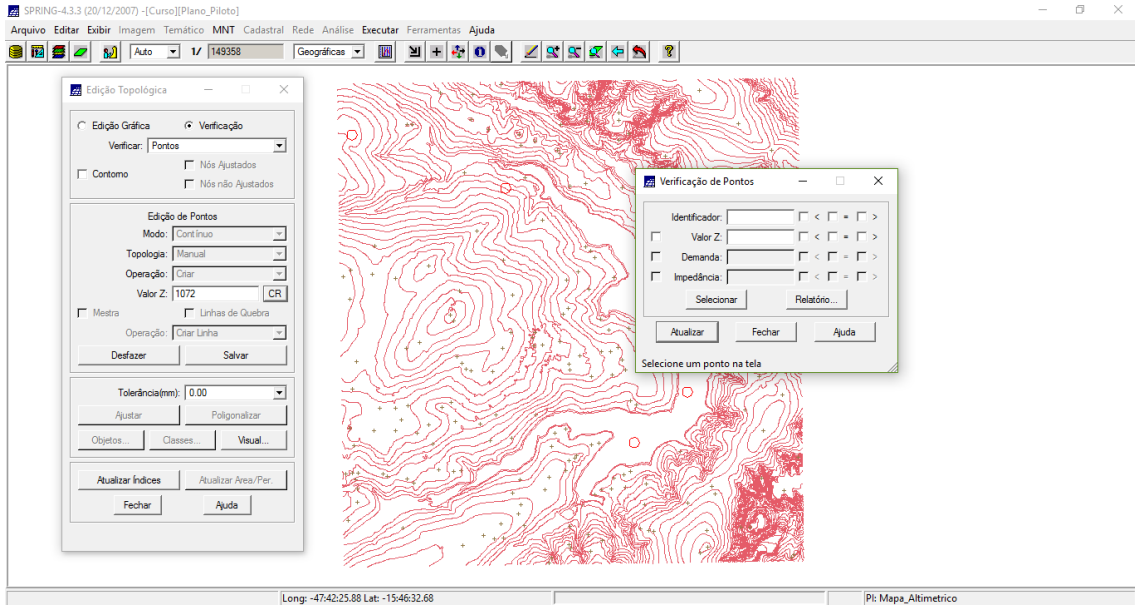 SPRING-4.3.3 (20/12/2007) -[Curso][Plano_Piloto]
Arquivo Editar Exibir Imagem Temático MNT Cadastral Rede Análise Executar Ferramentas Ajuda
Auto 1/ 149358 Geográficas
Edição Topológica
Edição Gráfica Verificação
Verificar: Pontos
Nós Ajustados
Contorno
Nós não Ajustados
Edição de Pontos
Modo: Contínuo
Topologia: Manual
Operação: Criar
Valor Z: 1072 CR
Mestra Linhas de Quebra
Operação: Criar Linha
Desfazer Salvar
Tolerância(mm): 0.00
Ajustar Poligonalizar
Objetos... Classes... Visual...
Atualizar Índices Atualizar Area/Per.
Fechar Ajuda
Verificação de Pontos
Identificador: < = >
Valor Z: < = >
Demanda: < = >
Impedância: < = >
Selecionar Relatório...
Atualizar Fechar Ajuda
Selecione um ponto na tela
Long: -47:42:25.88 Lat: -15:46:32.68 PI: Mapa_Altimetrico